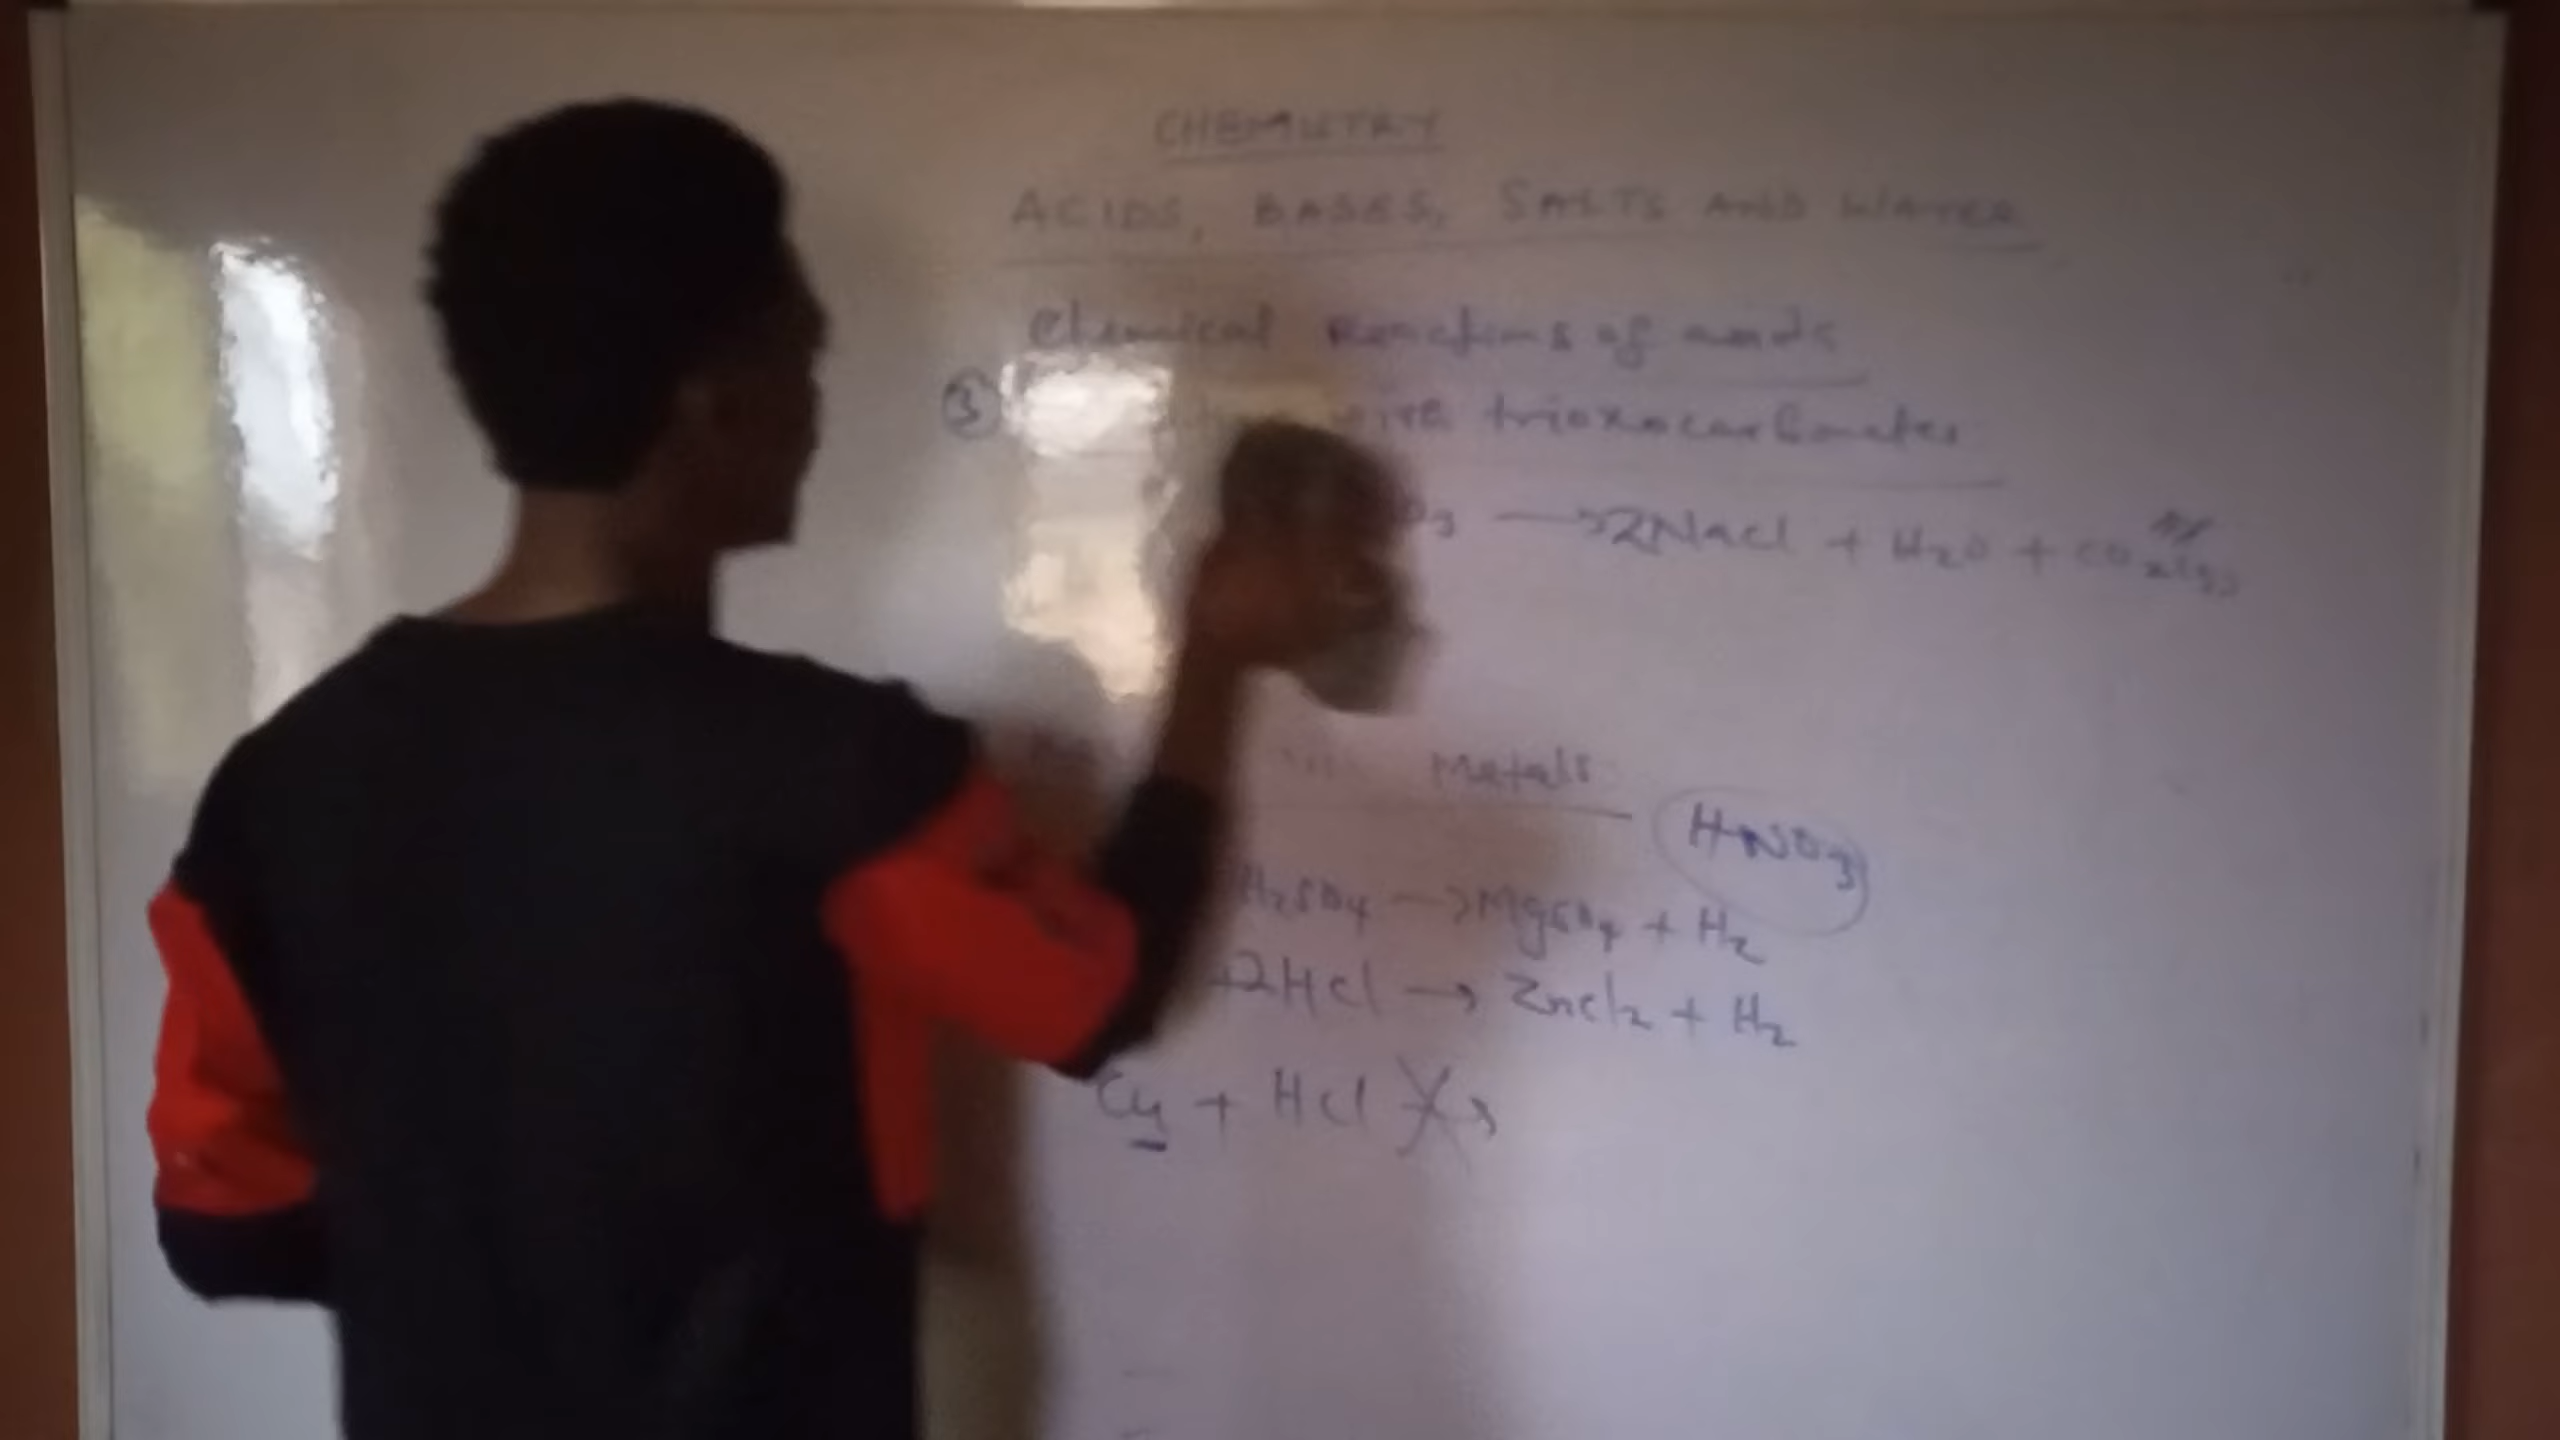 CHEMISTRY
ACIDS, BASES, SALTS AND WATER
Chemical Reactions of acids
③ trioxocarbonates
O3 → 2NaCl + H2O + CO2(g)
Metals
HNO3
H2SO4 → MgSO4 + H2
+2HCl → ZnCl2 + H2
Cu + HCl